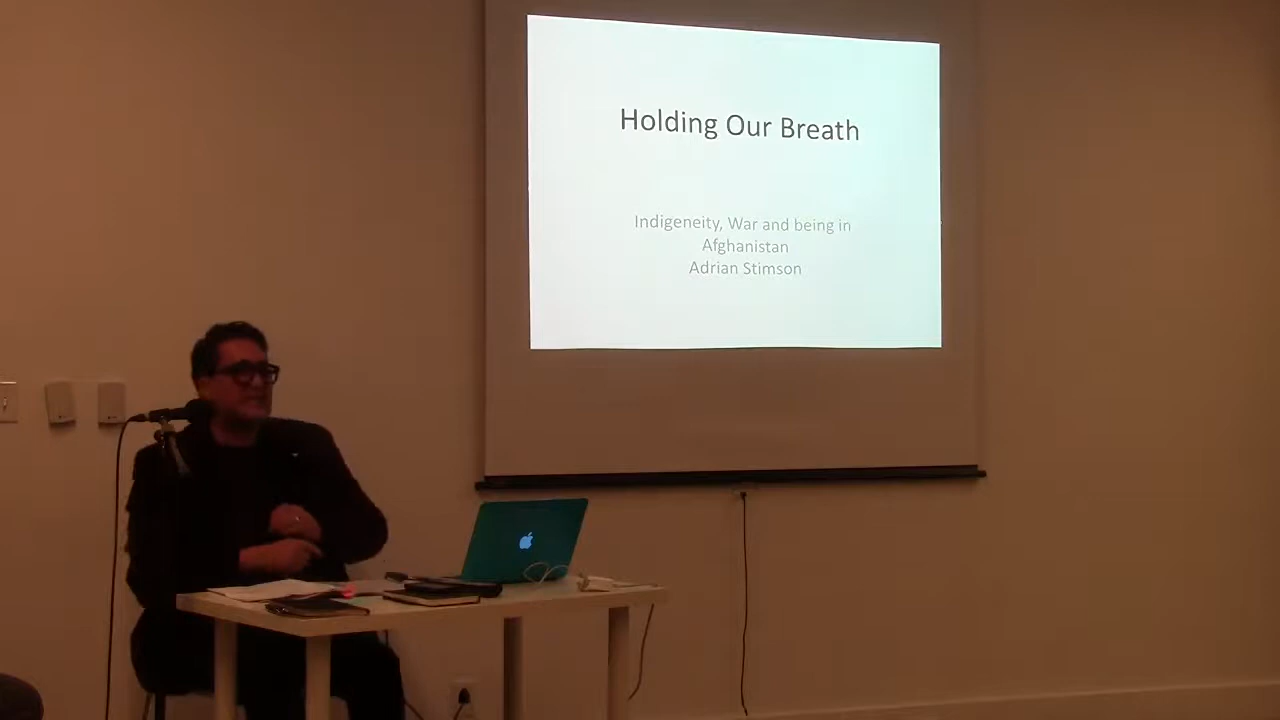 Holding Our Breath
Indigeneity, War and being in
Afghanistan
Adrian Stimson